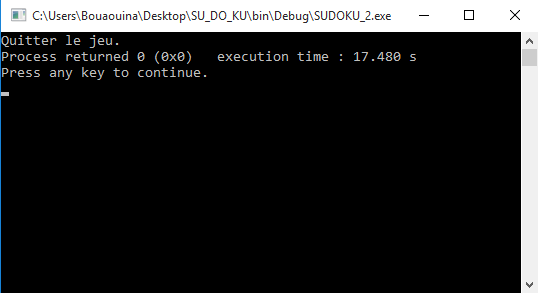 C:\Users\Bouaouina\Desktop\SU_DO_KU\bin\Debug\SUDOKU_2.exe
Quitter le jeu.
Process returned 0 (0x0)   execution time : 17.480 s
Press any key to continue.